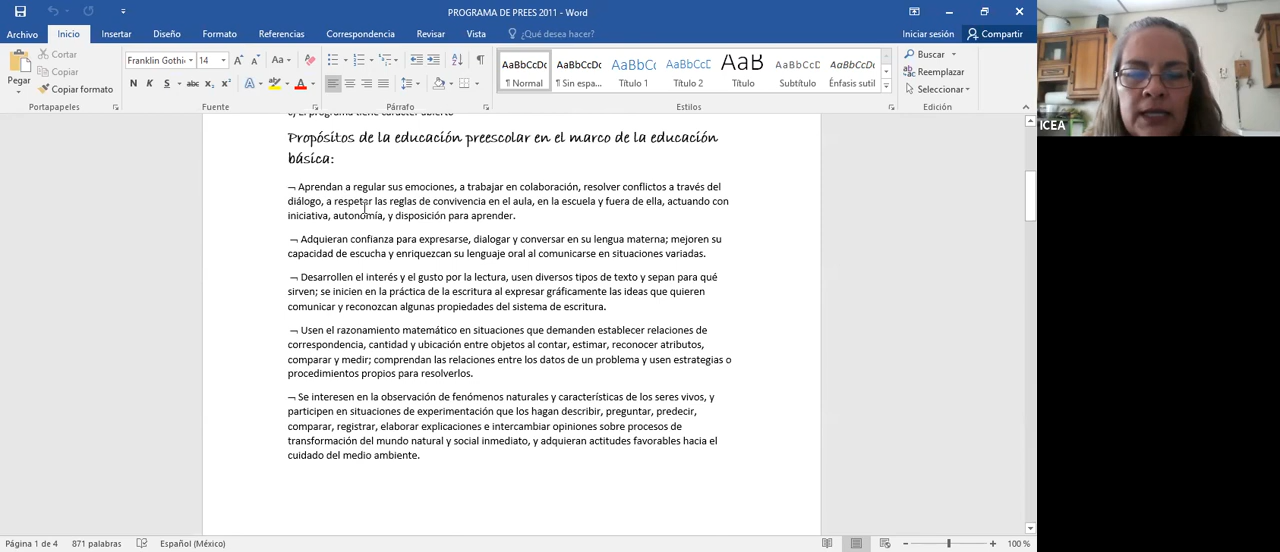 PROGRAMA DE PREES 2011 - Word
Archivo Inicio Insertar Diseño Formato Referencias Correspondencia Revisar Vista ¿Qué desea hacer? Iniciar sesión Compartir
Pegar
Cortar
Copiar
Copiar formato
Franklin Gothi 14 Aa
N K S abc x₂ x² A A
AaBbCcDc AaBbCcDc AaBbCc AaBbCcD AaB AaBbCcD AaBbCcDc
¶ Normal ¶ Sin espa... Título 1 Título 2 Título Subtítulo Énfasis sutil
Buscar
Reemplazar
Seleccionar
Portapapeles Fuente Párrafo Estilos Edición
ICEA
c) El programa tiene carácter abierto
Propósitos de la educación preescolar en el marco de la educación
básica:
¬ Aprendan a regular sus emociones, a trabajar en colaboración, resolver conflictos a través del
diálogo, a respetar las reglas de convivencia en el aula, en la escuela y fuera de ella, actuando con
iniciativa, autonomía, y disposición para aprender.
¬ Adquieran confianza para expresarse, dialogar y conversar en su lengua materna; mejoren su
capacidad de escucha y enriquezcan su lenguaje oral al comunicarse en situaciones variadas.
¬ Desarrollen el interés y el gusto por la lectura, usen diversos tipos de texto y sepan para qué
sirven; se inicien en la práctica de la escritura al expresar gráficamente las ideas que quieren
comunicar y reconozcan algunas propiedades del sistema de escritura.
¬ Usen el razonamiento matemático en situaciones que demanden establecer relaciones de
correspondencia, cantidad y ubicación entre objetos al contar, estimar, reconocer atributos,
comparar y medir; comprendan las relaciones entre los datos de un problema y usen estrategias o
procedimientos propios para resolverlos.
¬ Se interesen en la observación de fenómenos naturales y características de los seres vivos, y
participen en situaciones de experimentación que los hagan describir, preguntar, predecir,
comparar, registrar, elaborar explicaciones e intercambiar opiniones sobre procesos de
transformación del mundo natural y social inmediato, y adquieran actitudes favorables hacia el
cuidado del medio ambiente.
Página 1 de 4 871 palabras Español (México) 100 %